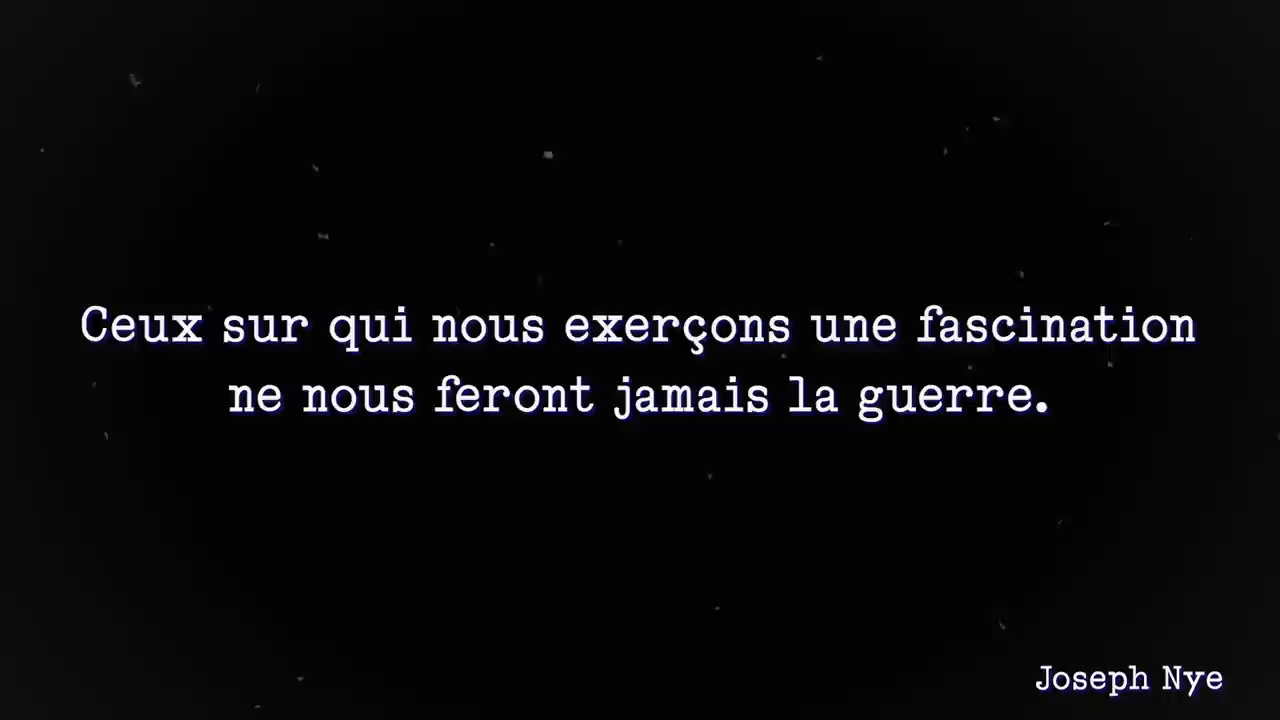 Ceux sur qui nous exerçons une fascination
ne nous feront jamais la guerre.
Joseph Nye